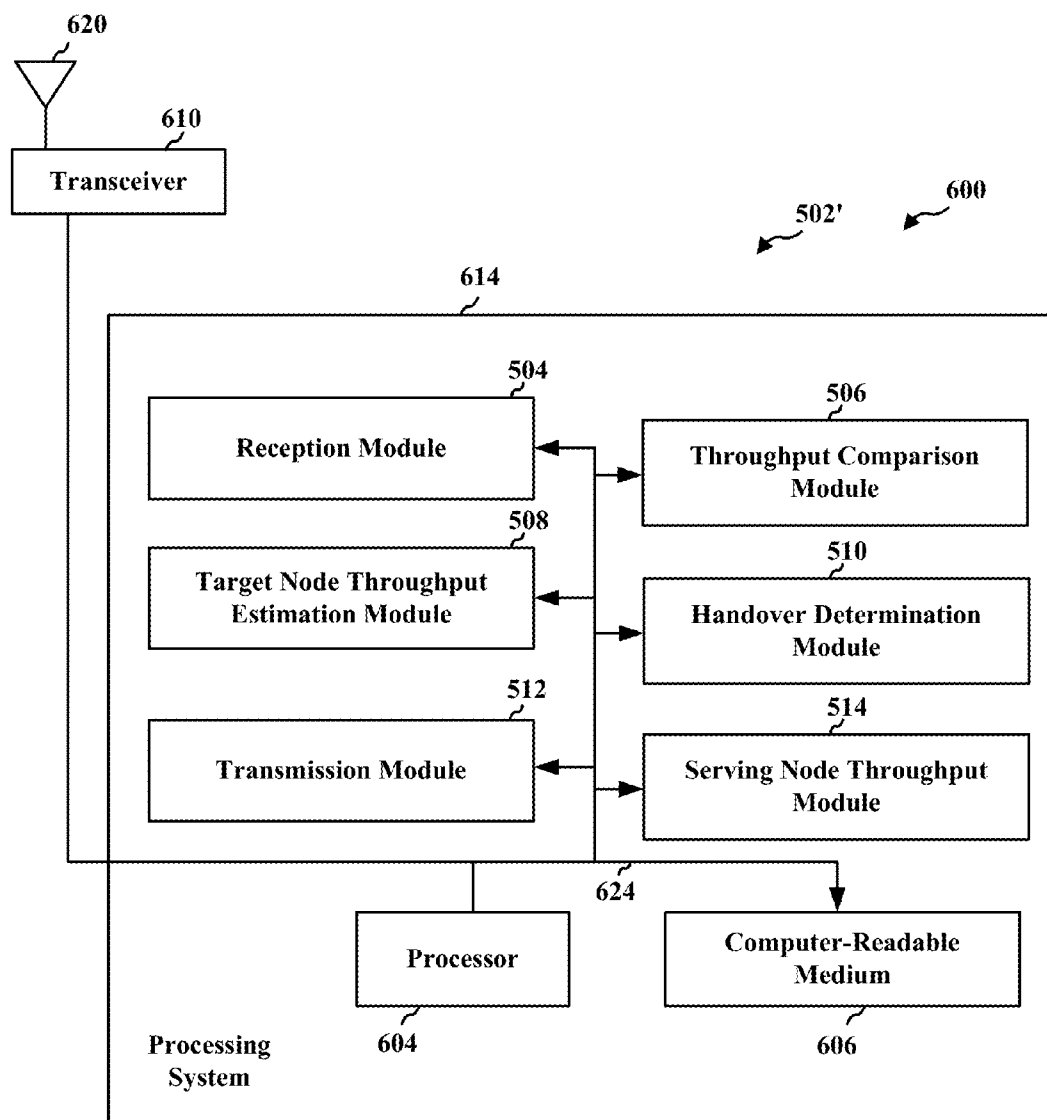 620
610
Transceiver
600
502'
614
504
Reception Module
506
Throughput Comparison
Module
508
Target Node Throughput
Estimation Module
510
Handover Determination
Module
512
Transmission Module
514
Serving Node Throughput
Module
624
Processor
604
Computer-Readable
Medium
606
Processing
System